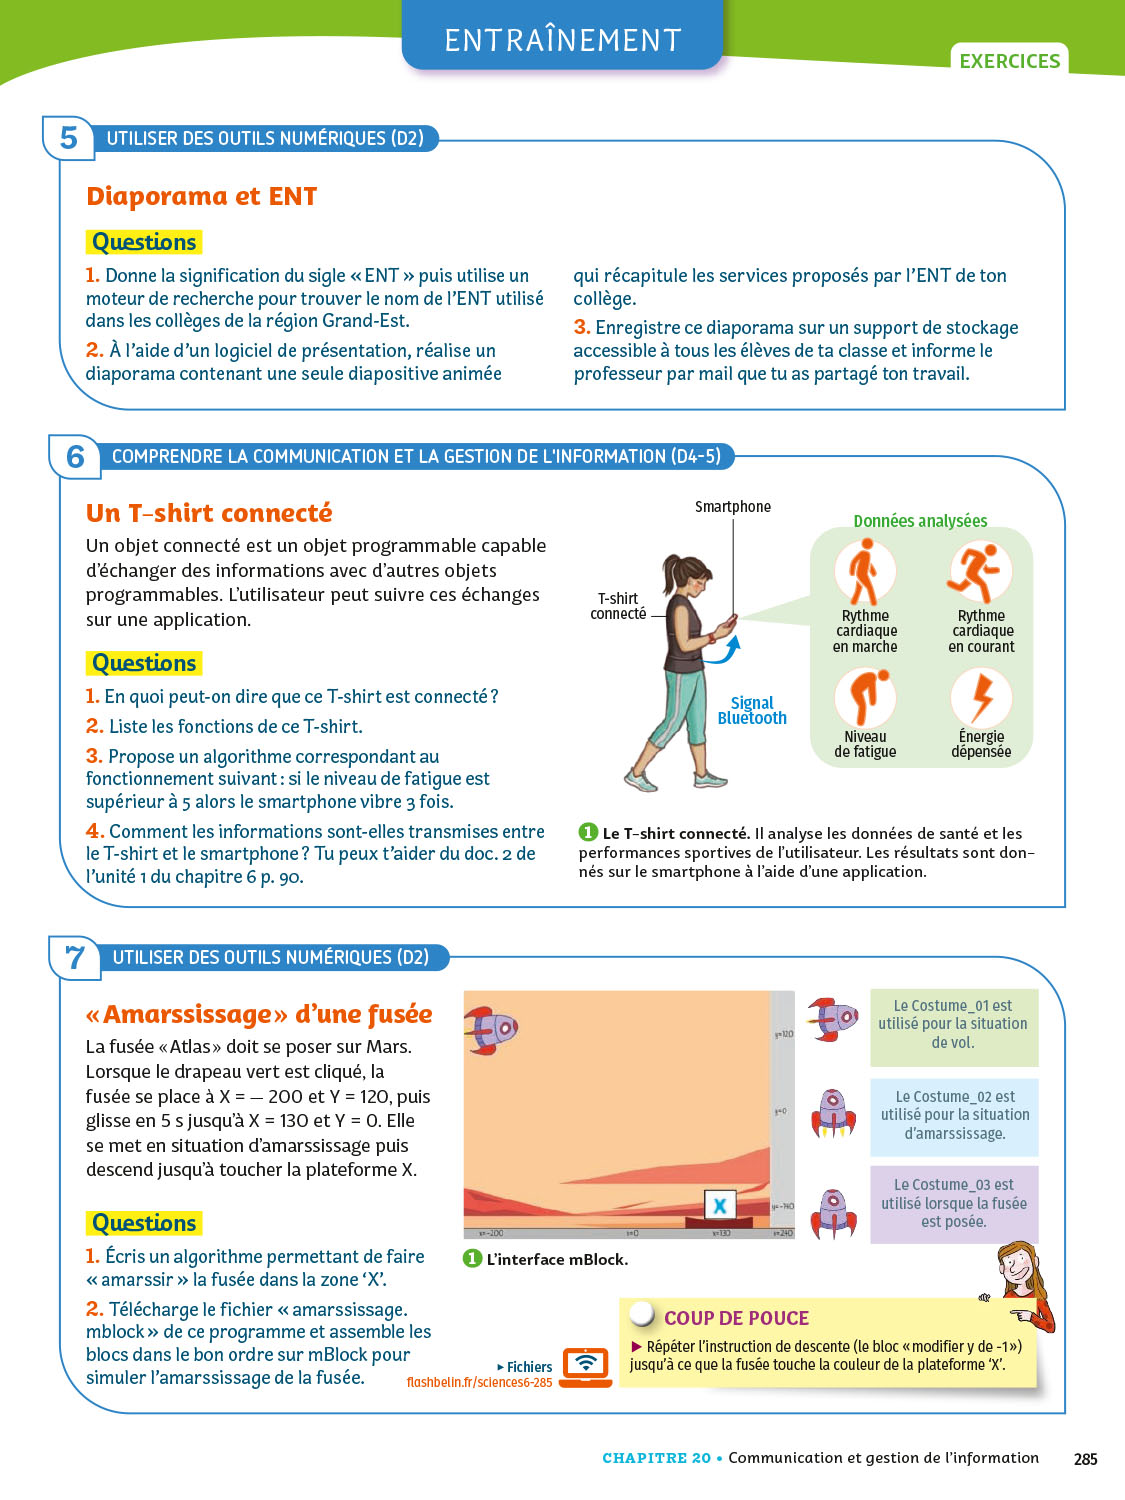 ENTRAÎNEMENT
EXERCICES
5
UTILISER DES OUTILS NUMÉRIQUES (D2)
Diaporama et ENT
Questions
1. Donne la signification du sigle « ENT » puis utilise un
moteur de recherche pour trouver le nom de l’ENT utilisé
dans les collèges de la région Grand-Est.
2. À l’aide d’un logiciel de présentation, réalise un
diaporama contenant une seule diapositive animée
qui récapitule les services proposés par l’ENT de ton
collège.
3. Enregistre ce diaporama sur un support de stockage
accessible à tous les élèves de ta classe et informe le
professeur par mail que tu as partagé ton travail.
6
COMPRENDRE LA COMMUNICATION ET LA GESTION DE L'INFORMATION (D4-5)
Un T-shirt connecté
Un objet connecté est un objet programmable capable
d’échanger des informations avec d’autres objets
programmables. L’utilisateur peut suivre ces échanges
sur une application.
Questions
1. En quoi peut-on dire que ce T-shirt est connecté ?
2. Liste les fonctions de ce T-shirt.
3. Propose un algorithme correspondant au
fonctionnement suivant : si le niveau de fatigue est
supérieur à 5 alors le smartphone vibre 3 fois.
4. Comment les informations sont-elles transmises entre
le T-shirt et le smartphone ? Tu peux t’aider du doc. 2 de
l’unité 1 du chapitre 6 p. 90.
Smartphone
T-shirt
connecté
Signal
Bluetooth
Données analysées
Rythme
cardiaque
en marche
Rythme
cardiaque
en courant
Niveau
de fatigue
Énergie
dépensée
1 Le T-shirt connecté. Il analyse les données de santé et les
performances sportives de l’utilisateur. Les résultats sont don-
nés sur le smartphone à l’aide d’une application.
7
UTILISER DES OUTILS NUMÉRIQUES (D2)
« Amarssissage » d’une fusée
La fusée « Atlas » doit se poser sur Mars.
Lorsque le drapeau vert est cliqué, la
fusée se place à X = — 200 et Y = 120, puis
glisse en 5 s jusqu’à X = 130 et Y = 0. Elle
se met en situation d’amarssissage puis
descend jusqu’à toucher la plateforme X.
Questions
1. Écris un algorithme permettant de faire
« amarssir » la fusée dans la zone ‘X’.
2. Télécharge le fichier « amarssissage.
mblock » de ce programme et assemble les
blocs dans le bon ordre sur mBlock pour
simuler l’amarssissage de la fusée.
▸ Fichiers
flashbelin.fr/sciences6-285
y=120
y=0
y=-140
X
x=-200
x=0
x=130
x=240
1 L’interface mBlock.
Le Costume_01 est
utilisé pour la situation
de vol.
Le Costume_02 est
utilisé pour la situation
d’amarssissage.
Le Costume_03 est
utilisé lorsque la fusée
est posée.
COUP DE POUCE
► Répéter l’instruction de descente (le bloc « modifier y de -1 »)
jusqu’à ce que la fusée touche la couleur de la plateforme ‘X’.
CHAPITRE 20 • Communication et gestion de l’information 285